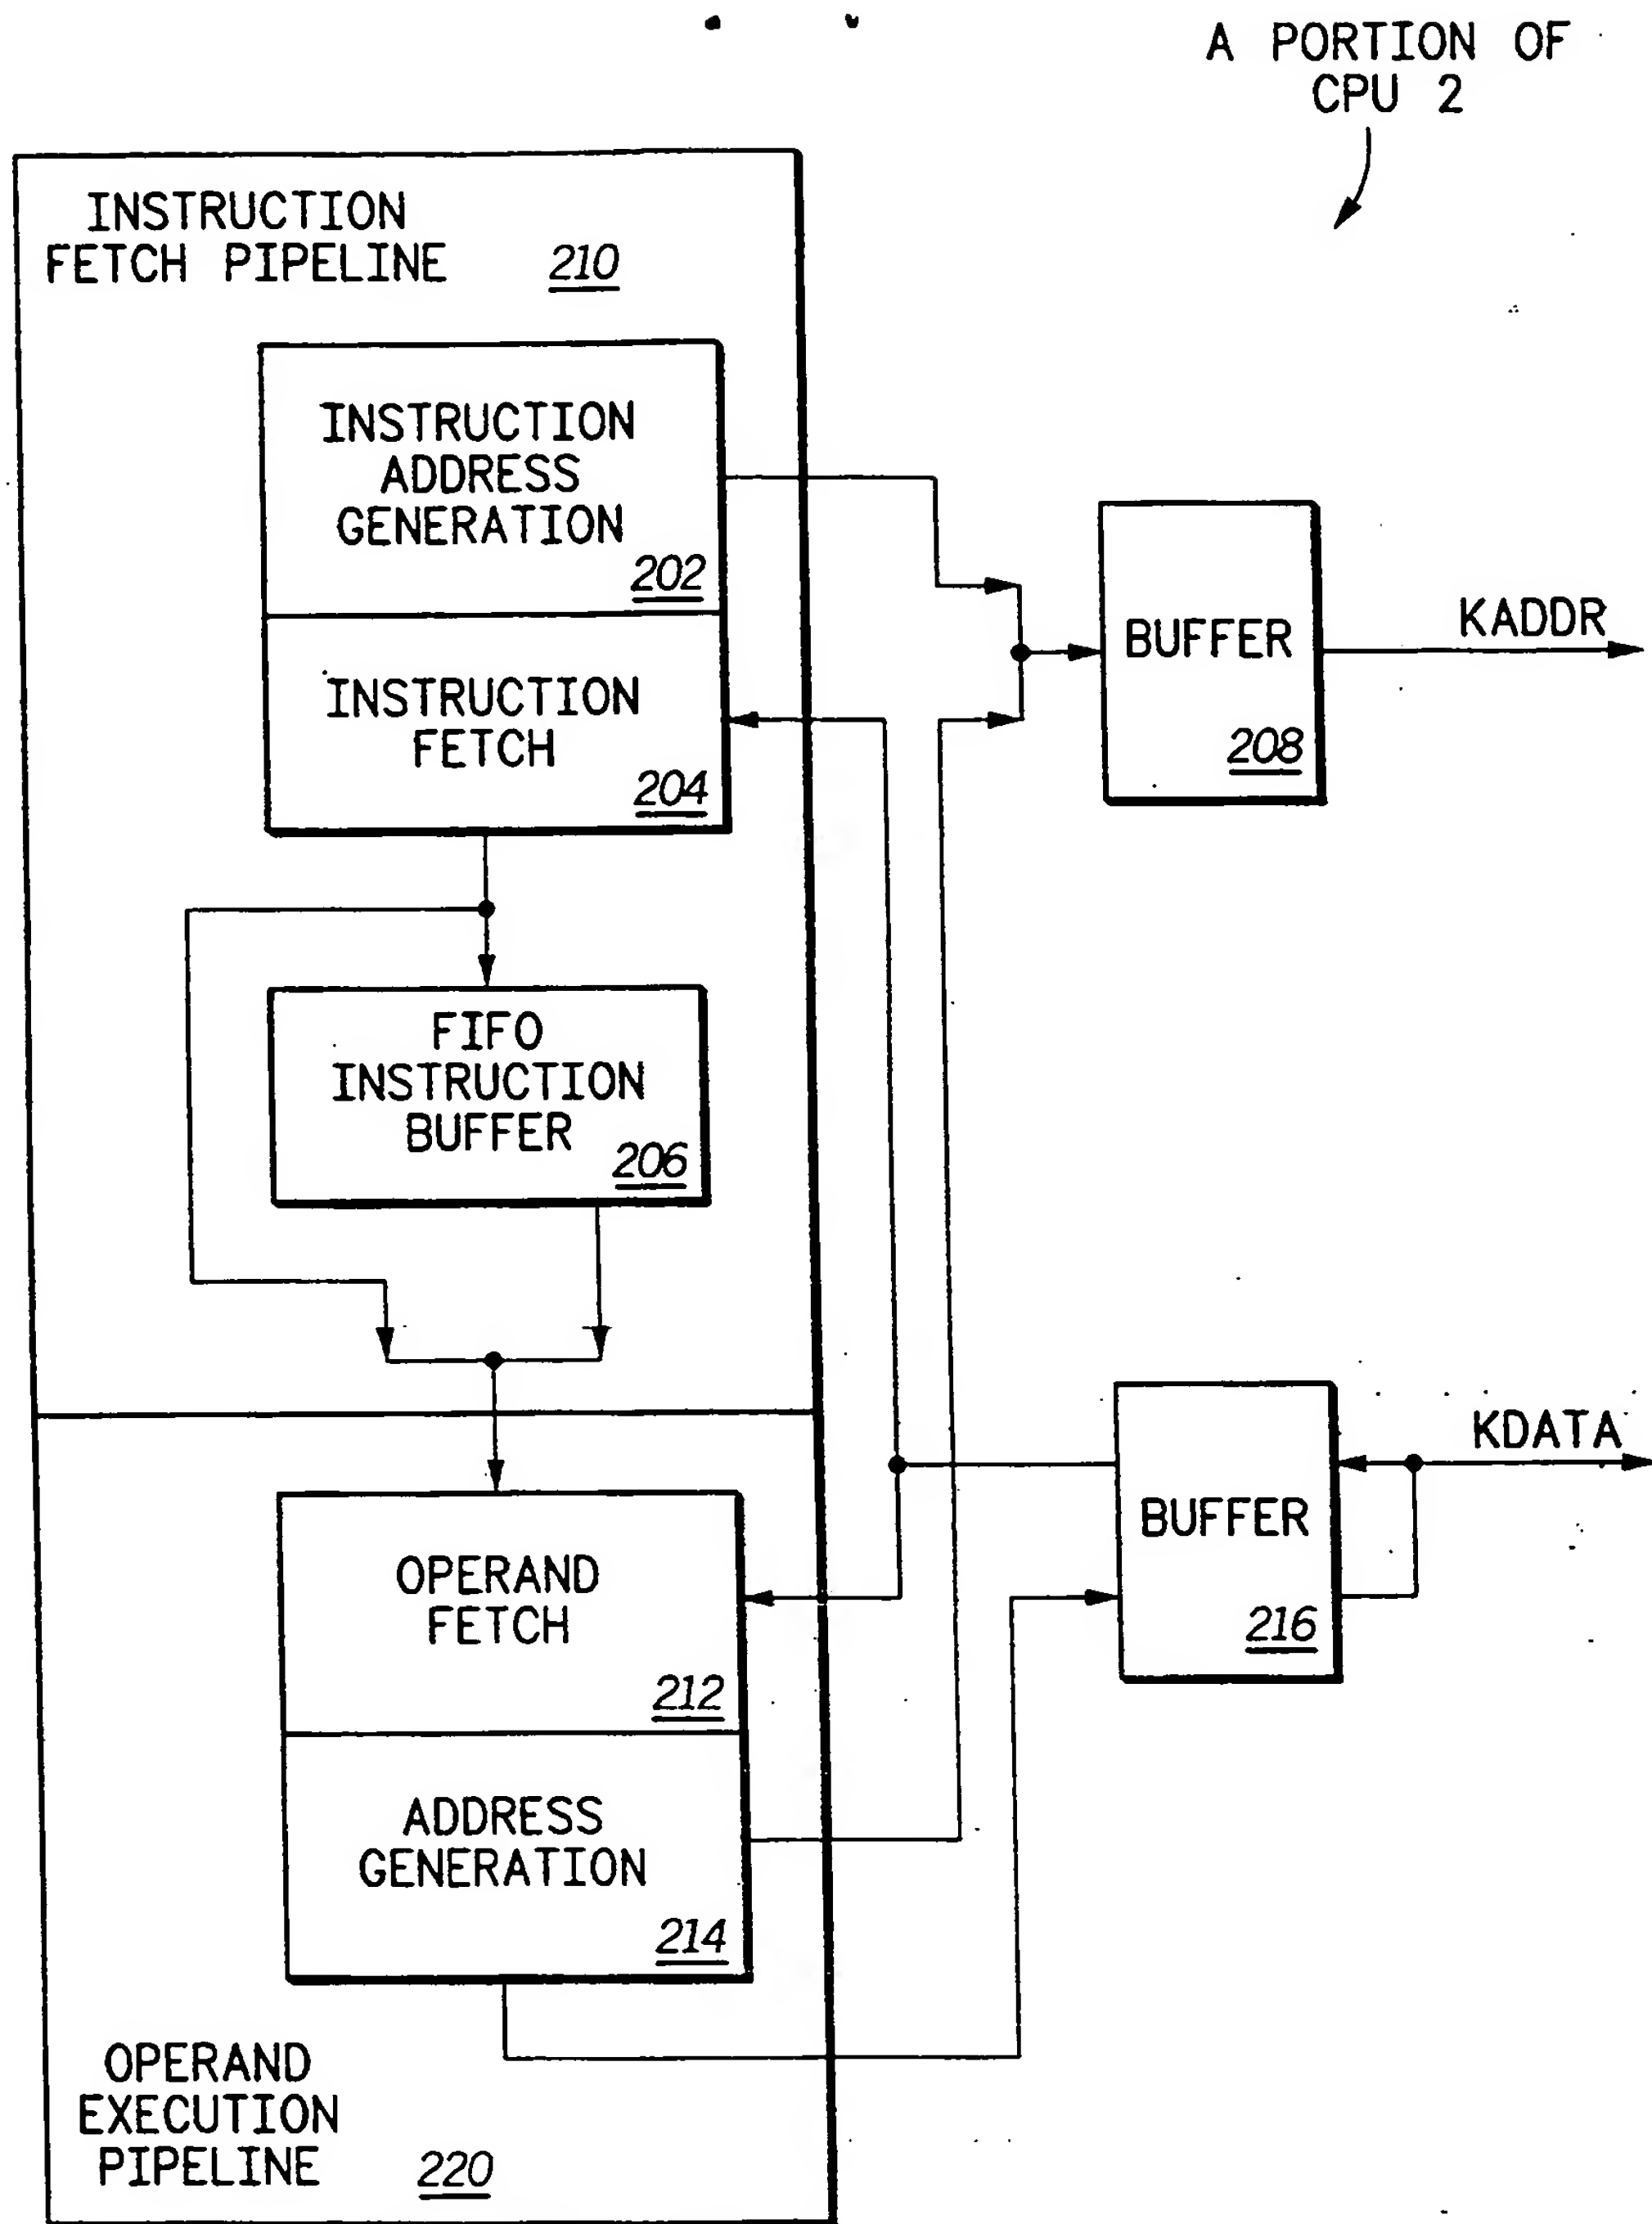 A PORTION OF
CPU 2
INSTRUCTION
FETCH PIPELINE 210
INSTRUCTION
ADDRESS
GENERATION
202
INSTRUCTION
FETCH
204
BUFFER
208
KADDR
FIFO
INSTRUCTION
BUFFER
206
KDATA
BUFFER
216
OPERAND
FETCH
212
ADDRESS
GENERATION
214
OPERAND
EXECUTION
PIPELINE 220